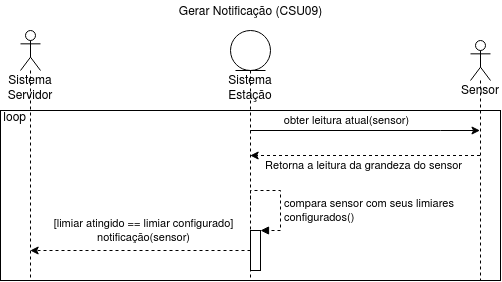 Gerar Notificação (CSU09)
Sistema
Servidor
Sistema
Estação
Sensor
loop
obter leitura atual(sensor)
Retorna a leitura da grandeza do sensor
compara sensor com seus limiares
configurados()
[limiar atingido == limiar configurado]
notificação(sensor)